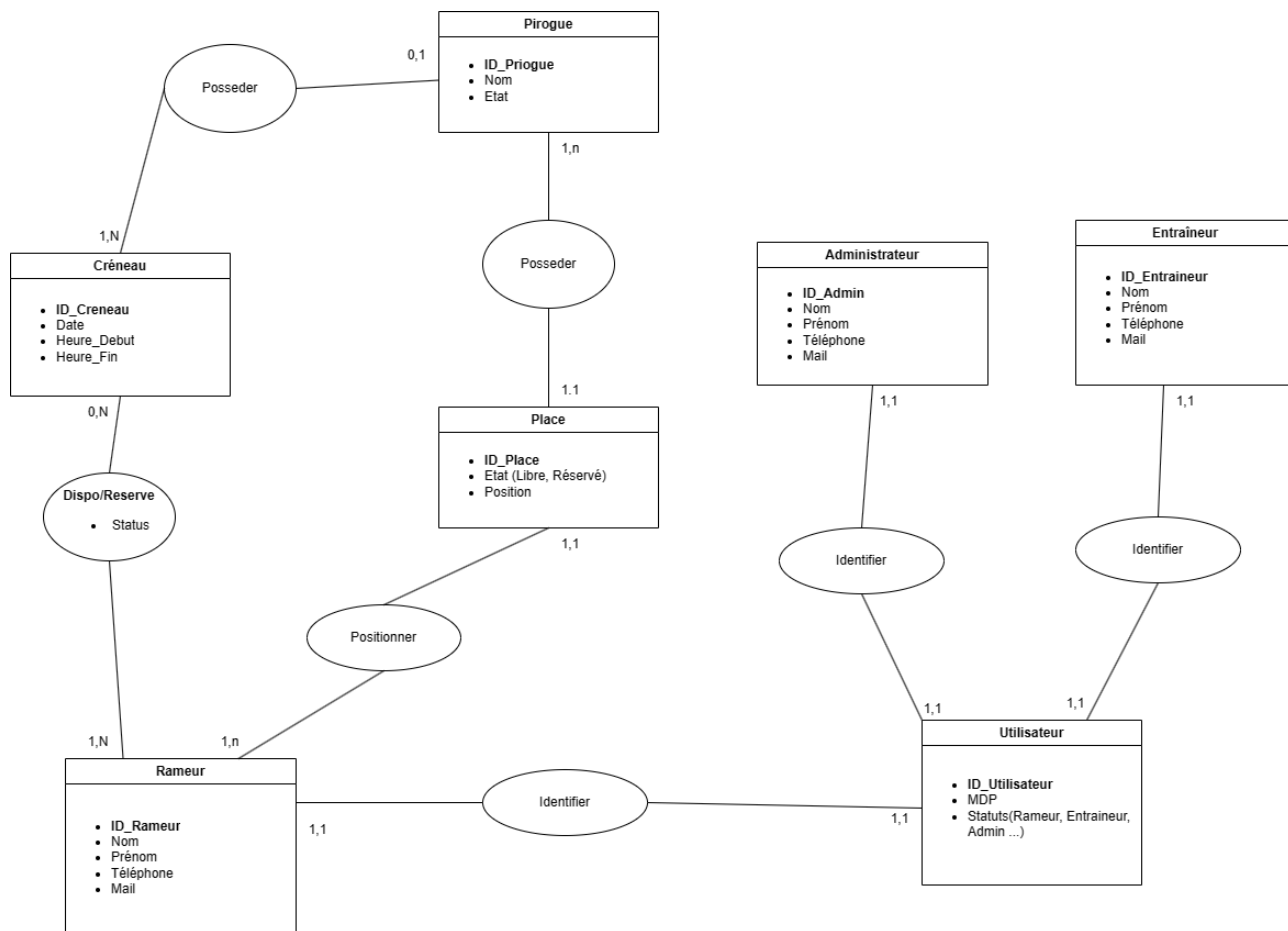 Pirogue
ID_Priogue
Nom
Etat
0,1
Posseder
1,n
1,N
Posseder
Créneau
ID_Creneau
Date
Heure_Debut
Heure_Fin
Administrateur
ID_Admin
Nom
Prénom
Téléphone
Mail
Entraîneur
ID_Entraineur
Nom
Prénom
Téléphone
Mail
1.1
0,N
1,1
1,1
Place
ID_Place
Etat (Libre, Réservé)
Position
Dispo/Reserve
Status
1,1
Identifier
Identifier
Positionner
1,N
1,n
1,1
1,1
Rameur
ID_Rameur
Nom
Prénom
Téléphone
Mail
1,1
Identifier
1,1
Utilisateur
ID_Utilisateur
MDP
Statuts(Rameur, Entraineur,
Admin ...)